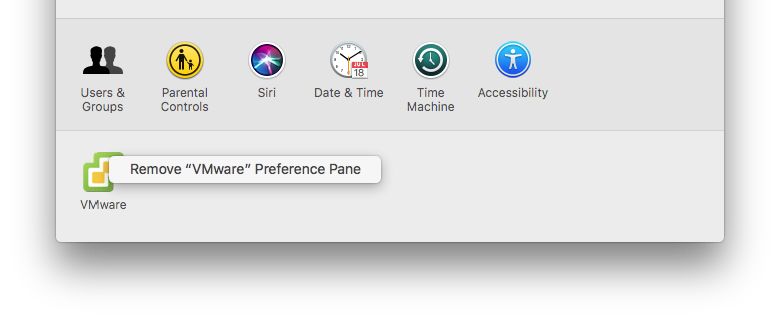 Users & Groups
Parental Controls
Siri
Date & Time
Time Machine
Accessibility
JUL
18
Remove “VMware” Preference Pane
VMware